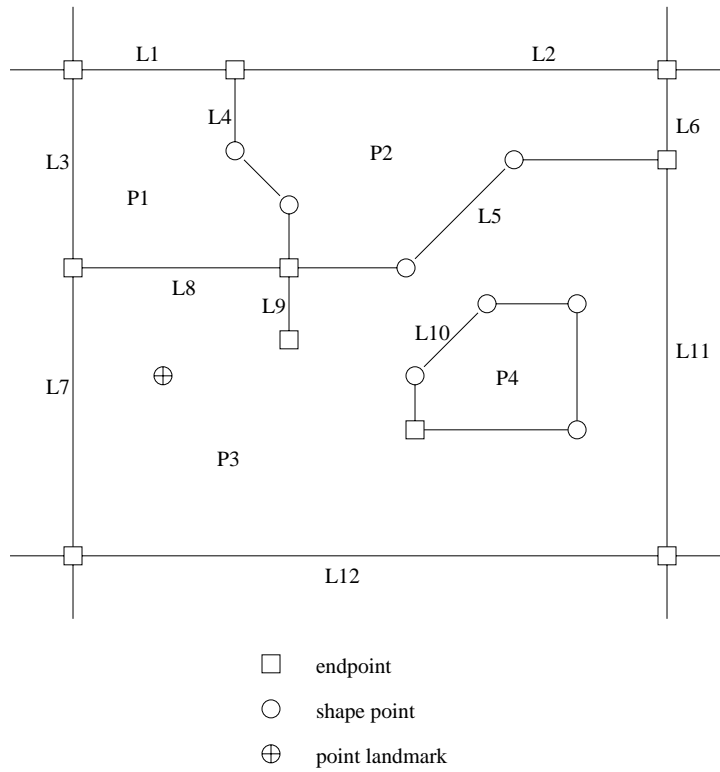 L1
L2
L4
L6
P2
L3
P1
L5
L8
L9
L10
L11
P4
L7
P3
L12
endpoint
shape point
point landmark